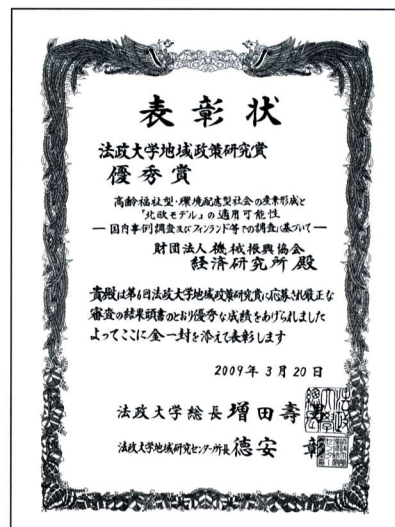 表彰状
法政大学地域政策研究賞
優秀賞
高齢福祉型・環境配慮型社会の産業形成と
「北欧モデル」の適用可能性
― 国内事例調査及びフィンランド等での調査に基づいて ―
財団法人 機械振興協会
経済研究所 殿
貴殿は第6回法政大学地域政策研究賞に応募され厳正な
審査の結果頭書のとおり優秀な成績をあげられました
よってここに金一封を添えて表彰します
2009年3月20日
法政大学総長 増田壽男
法政大学地域研究センター所長 徳安彰